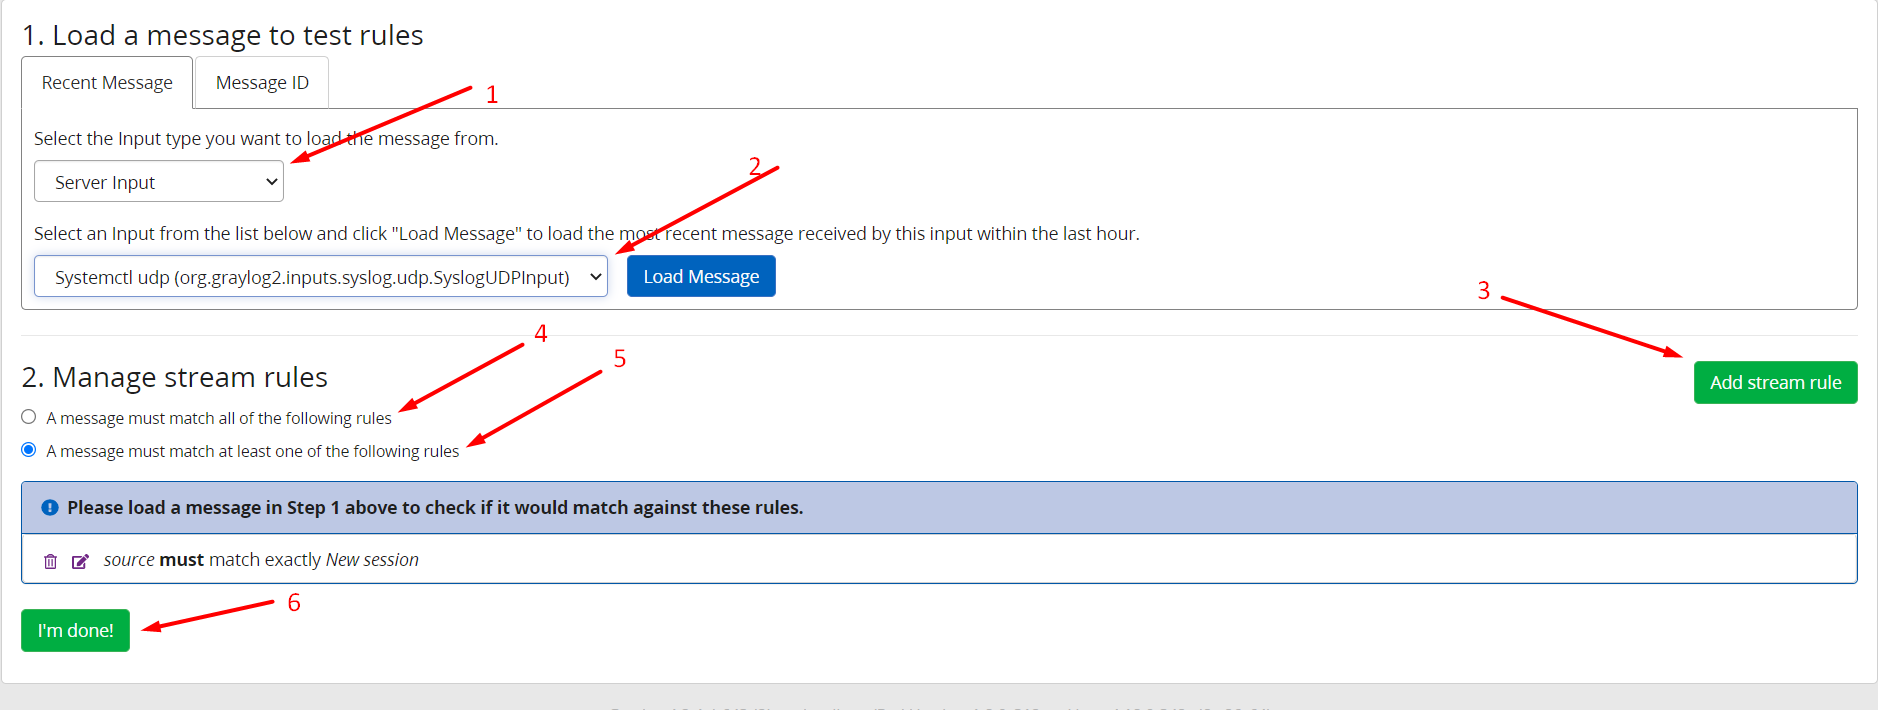 1. Load a message to test rules
Recent Message
Message ID
1
Select the Input type you want to load the message from.
2
Server Input
Select an Input from the list below and click "Load Message" to load the most recent message received by this input within the last hour.
Systemctl udp (org.graylog2.inputs.syslog.udp.SyslogUDPInput)
Load Message
3
4
5
2. Manage stream rules
Add stream rule
A message must match all of the following rules
A message must match at least one of the following rules
Please load a message in Step 1 above to check if it would match against these rules.
source must match exactly New session
6
I'm done!